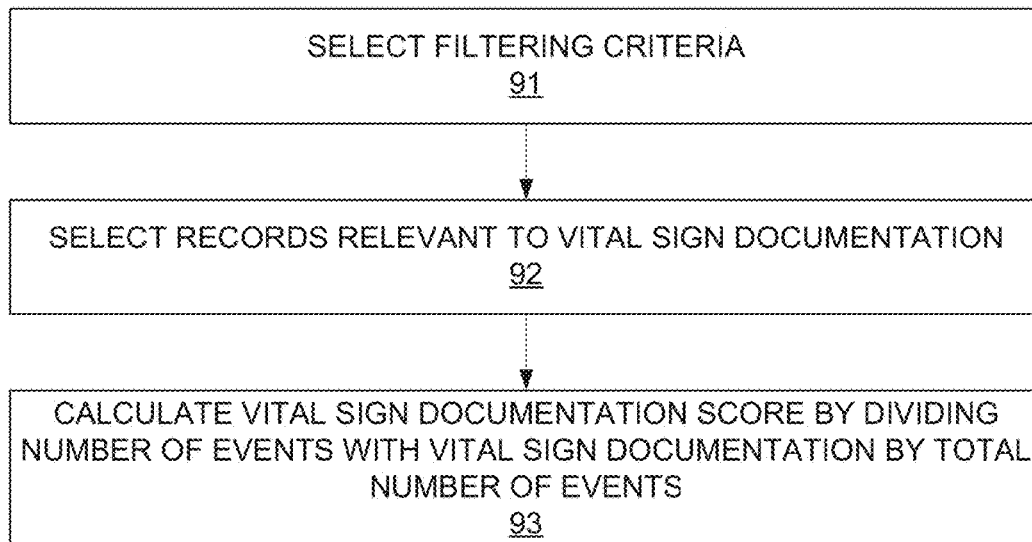 SELECT FILTERING CRITERIA
91
SELECT RECORDS RELEVANT TO VITAL SIGN DOCUMENTATION
92
CALCULATE VITAL SIGN DOCUMENTATION SCORE BY DIVIDING
NUMBER OF EVENTS WITH VITAL SIGN DOCUMENTATION BY TOTAL
NUMBER OF EVENTS
93